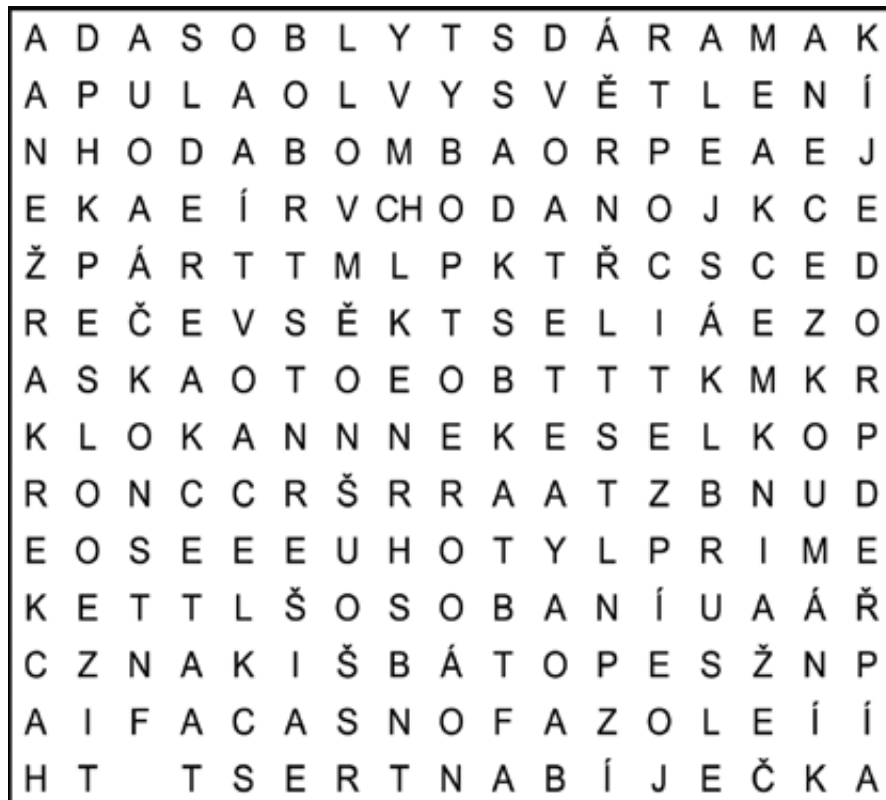 A D A S O B L Y T S D Á R A M A K
A P U L A O L V Y S V Ě T L E N Í
N H O D A B O M B A O R P E A E J
E K A E Í R V CH O D A N O J K C E
Ž P Á R T T M L P K T Ř C S C E D
R E Č E V S Ě K T S E L I Á E Z O
A S K A O T O E O B T T T K M K R
K L O K A N N N E K E S E L K O P
R O N C C R Š R R A A T Z B N U D
E O S E E E U H O T Y L P R I M E
K E T T L Š O S O B A N Í U A Á Ř
C Z N A K I Š B Á T O P E S Ž N P
A I F A C A S N O F A Z O L E Í Í
H T T S E R T N A B Í J E Č K A